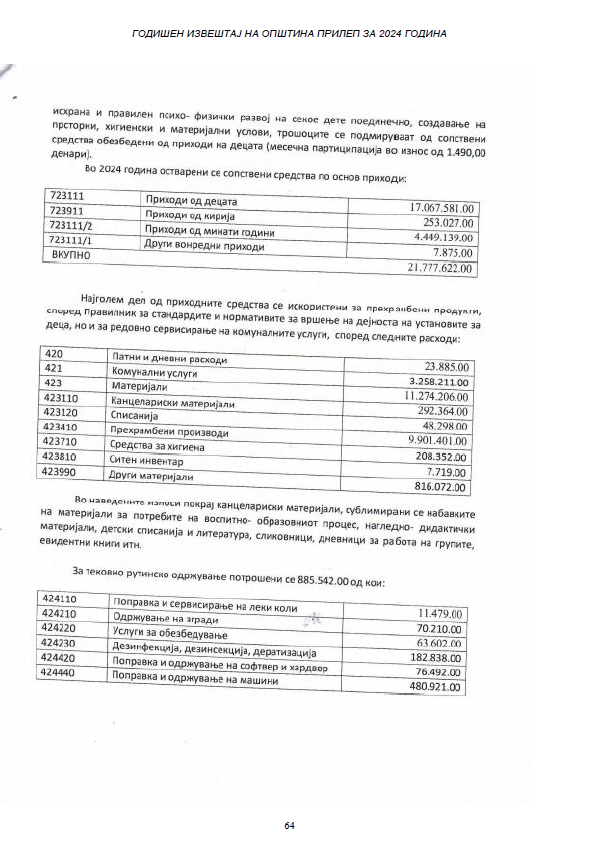 ГОДИШЕН ИЗВЕШТАЈ НА ОПШТИНА ПРИЛЕП ЗА 2024 ГОДИНА
исхрана и правилен психо- физички развој на секое дете поединечно, создавање на
прсторни, хигиенски и материјални услови, трошоците се подмируваат од сопствени
средства обезбедени од приходи на децата (месечна партиципација во износ од 1.490,00
денари).
Во 2024 година остварени се сопствени средства по основ приходи:
723111 Приходи од децата 17.067.581.00
723911 Приходи од кирија 253.027.00
723111/2 Приходи од минати години 4.449.139.00
723111/1 Други вонредни приходи 7.875.00
ВКУПНО 21.777.622.00
Најголем дел од приходните средства се искористени за прехранбени продукти,
според Правилник за стандардите и нормативите за вршење на дејноста на установите за
деца, но и за редовно сервисирање на комуналните услуги, според следните расходи:
420 Патни и дневни расходи 23.885.00
421 Комунални услуги 3.258.211.00
423 Материјали 11.274.206.00
423110 Канцелариски материјали 292.364.00
423120 Списанија 48.298.00
423410 Прехрамбени производи 9.901.401.00
423710 Средства за хигиена 208.352.00
423810 Ситен инвентар 7.719.00
423990 Други материјали 816.072.00
Во наведените износи покрај канцелариски материјали, сублимирани се набавките
на материјали за потребите на воспитно- образовниот процес, нагледно- дидактички
материјали, детски списанија и литература, сликовници, дневници за работа на групите,
евидентни книги итн.
За тековно рутинско одржување потрошени се 885.542.00 од кои:
424110 Поправка и сервисирање на леки коли 11.479.00
424210 Одржување на згради 70.210.00
424220 Услуги за обезбедување 63.602.00
424230 Дезинфекција, дезинсекција, дератизација 182.838.00
424420 Поправка и одржување на софтвер и хардвер 76.492.00
424440 Поправка и одржување на машини 480.921.00
64